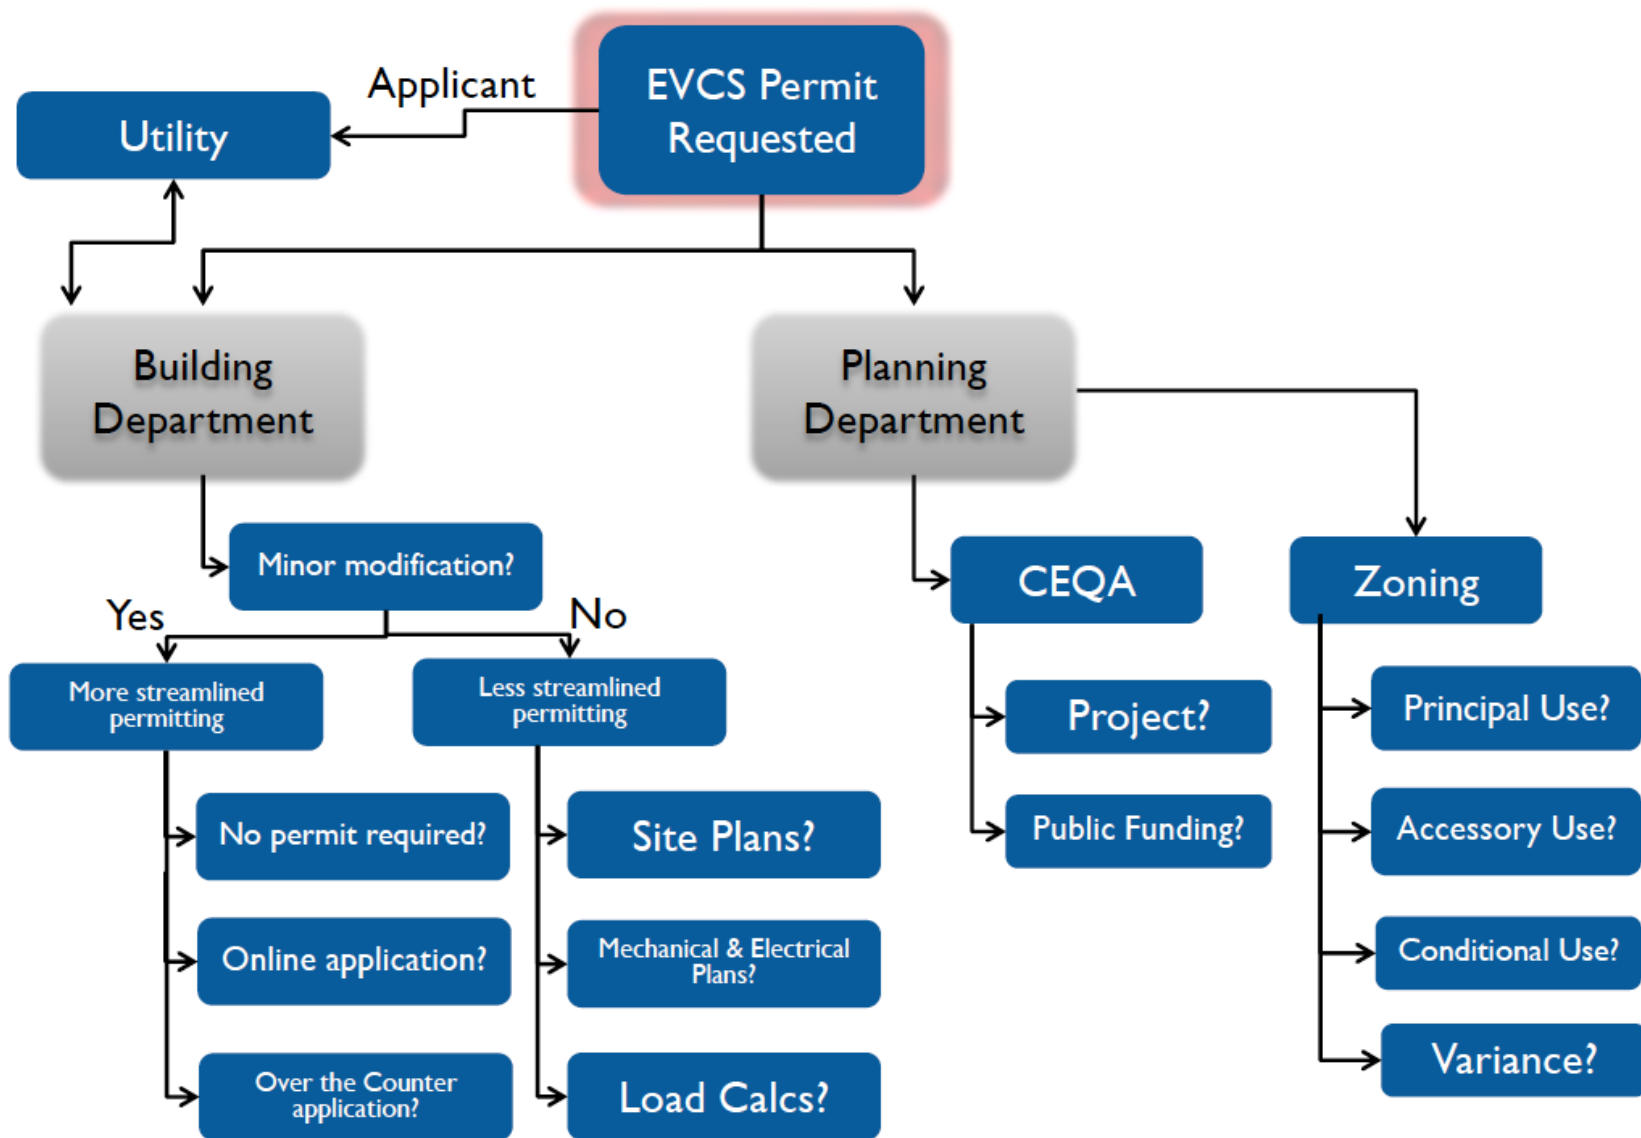 EVCS Permit
Requested
Applicant
Utility
Building
Department
Planning
Department
Minor modification?
Yes
No
More streamlined
permitting
Less streamlined
permitting
No permit required?
Online application?
Over the Counter
application?
Site Plans?
Mechanical & Electrical
Plans?
Load Calcs?
CEQA
Project?
Public Funding?
Zoning
Principal Use?
Accessory Use?
Conditional Use?
Variance?